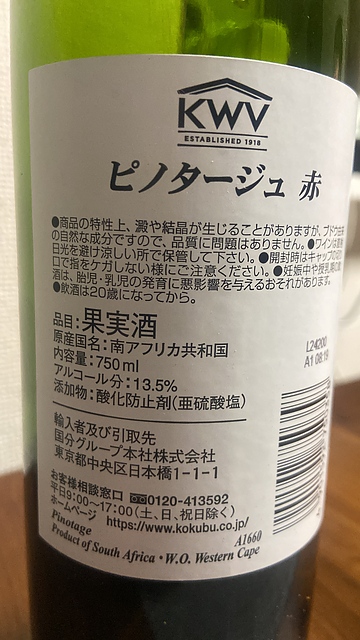 KWV
ESTABLISHED 1918
ピノタージュ 赤
●商品の特性上、澱や結晶が生じることがありますが、ブドウ由来
の自然な成分ですので、品質に問題はありません。●ワインは
日光を避け涼しい所で保管して下さい。●開封時はキャップの切り
口で指をケガしない様にご注意ください。●妊娠中や授乳期の飲
酒は、胎児・乳児の発育に悪影響を与えるおそれがあります。
●飲酒は20歳になってから。
品目：果実酒
原産国名：南アフリカ共和国
内容量：750ml
アルコール分：13.5%
添加物：酸化防止剤(亜硫酸塩)
L24200
A1 08:19
輸入者及び引取先
国分グループ本社株式会社
東京都中央区日本橋1-1-1
お客様相談窓口 0120-413592
平日9:00～17:00(土、日、祝日除く)
ホームページ https://www.kokubu.co.jp/
Pinotage A1660
Product of South Africa・W.O. Western Cape